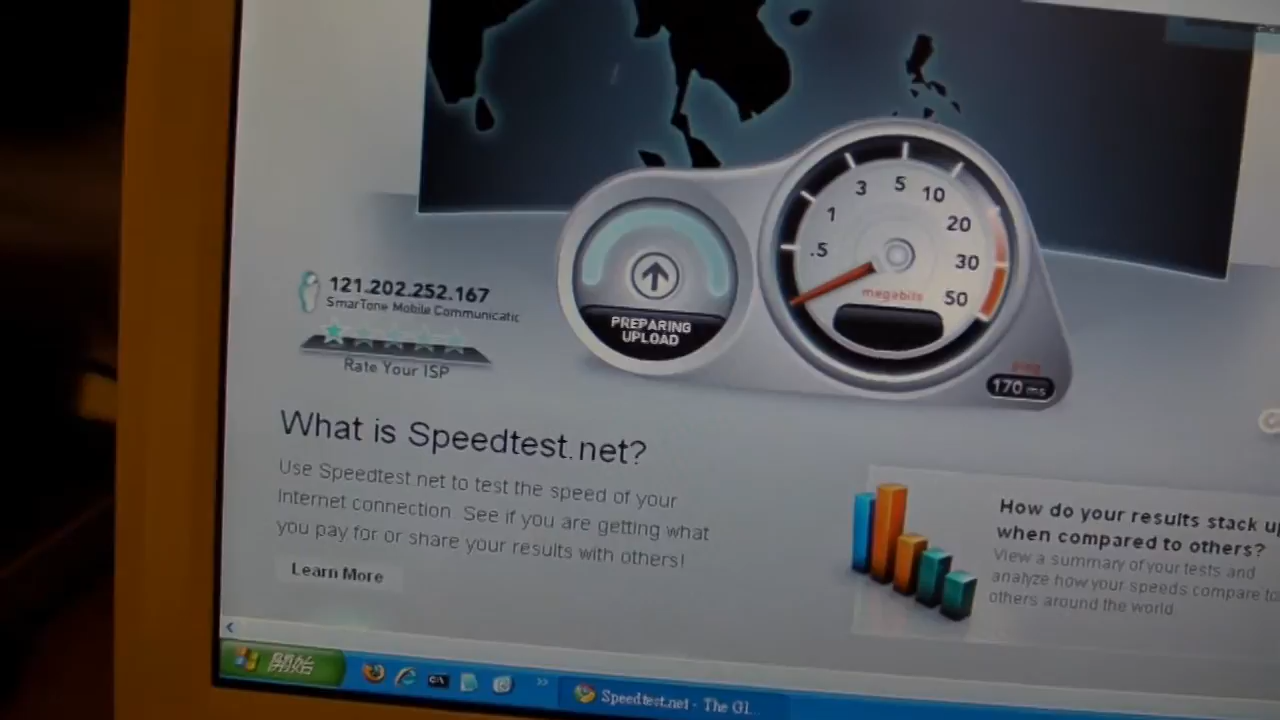 .5
1
3
5
10
20
30
50
megabits
121.202.252.167
SmarTone Mobile Communicatic
PREPARING
UPLOAD
Rate Your ISP
ping
170 ms
What is Speedtest.net?
Use Speedtest.net to test the speed of your
Internet connection. See if you are getting what
you pay for or share your results with others!
Learn More
How do your results stack up
when compared to others?
View a summary of your tests and
analyze how your speeds compare to
others around the world.
開始
Speedtest.net - The Gl...